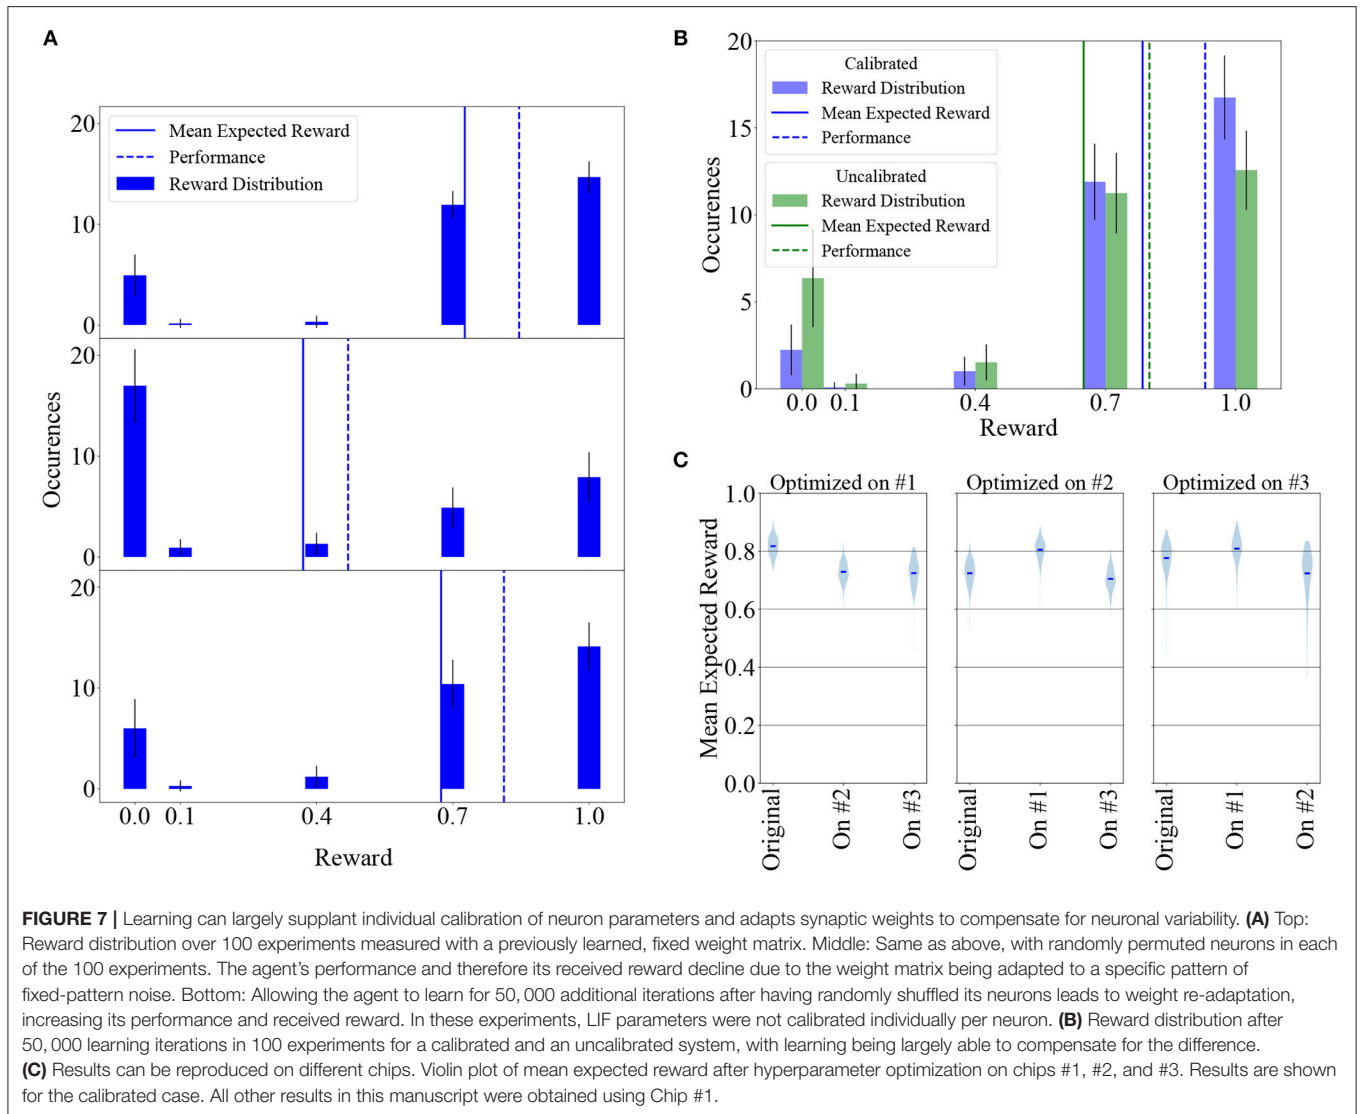 A
20
10
0
Mean Expected Reward
Performance
Reward Distribution
20
10
0
20
10
0
Occurences
0.0 0.1 0.4 0.7 1.0
Reward
B
20
15
10
5
0
Occurences
Calibrated
Reward Distribution
Mean Expected Reward
Performance
Uncalibrated
Reward Distribution
Mean Expected Reward
Performance
0.0 0.1 0.4 0.7 1.0
Reward
C
Optimized on #1 Optimized on #2 Optimized on #3
1.0
0.8
0.6
0.4
0.2
0.0
Mean Expected Reward
Original On #2 On #3 Original On #1 On #3 Original On #1 On #2
FIGURE 7 | Learning can largely supplant individual calibration of neuron parameters and adapts synaptic weights to compensate for neuronal variability. (A) Top:
Reward distribution over 100 experiments measured with a previously learned, fixed weight matrix. Middle: Same as above, with randomly permuted neurons in each
of the 100 experiments. The agent's performance and therefore its received reward decline due to the weight matrix being adapted to a specific pattern of
fixed-pattern noise. Bottom: Allowing the agent to learn for 50, 000 additional iterations after having randomly shuffled its neurons leads to weight re-adaptation,
increasing its performance and received reward. In these experiments, LIF parameters were not calibrated individually per neuron. (B) Reward distribution after
50, 000 learning iterations in 100 experiments for a calibrated and an uncalibrated system, with learning being largely able to compensate for the difference.
(C) Results can be reproduced on different chips. Violin plot of mean expected reward after hyperparameter optimization on chips #1, #2, and #3. Results are shown
for the calibrated case. All other results in this manuscript were obtained using Chip #1.